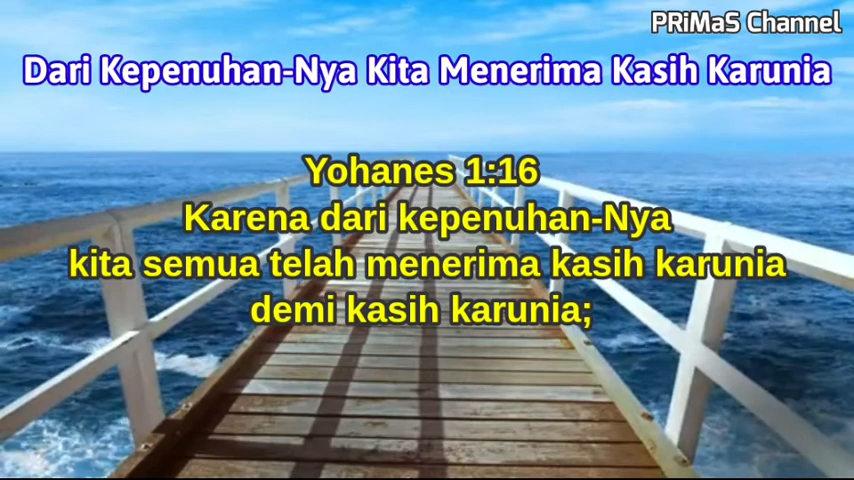 PRiMaS Channel
Dari Kepenuhan-Nya Kita Menerima Kasih Karunia
Yohanes 1:16
Karena dari kepenuhan-Nya
kita semua telah menerima kasih karunia
demi kasih karunia;